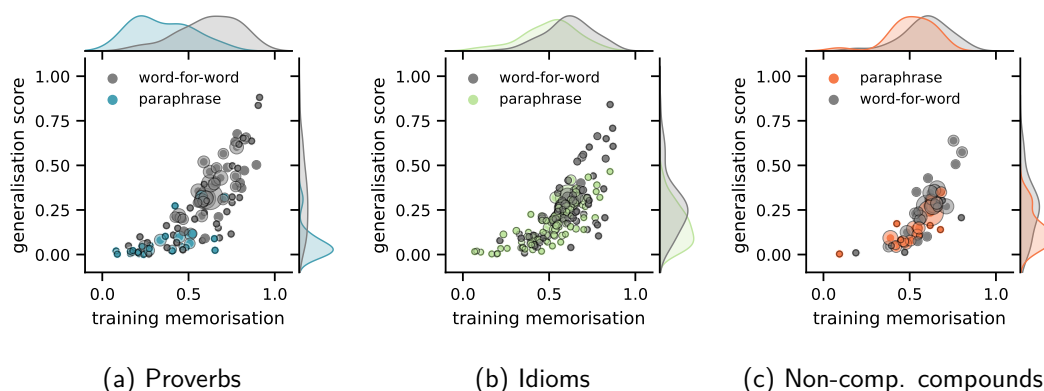 generalisation score
1.00
0.75
0.50
0.25
0.00
word-for-word
paraphrase
0.0 0.5 1.0
training memorisation
(a) Proverbs
generalisation score
1.00
0.75
0.50
0.25
0.00
word-for-word
paraphrase
0.0 0.5 1.0
training memorisation
(b) Idioms
generalisation score
1.00
0.75
0.50
0.25
0.00
paraphrase
word-for-word
0.0 0.5 1.0
training memorisation
(c) Non-comp. compounds